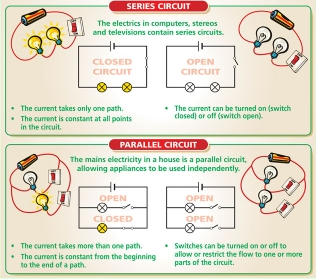 SERIES CIRCUIT
The electrics in computers, stereos
and televisions contain series circuits.
CLOSED
CIRCUIT
OPEN
CIRCUIT
• The current takes only one path.
• The current is constant at all points
in the circuit.
• The current can be turned on (switch
closed) or off (switch open).
PARALLEL CIRCUIT
The mains electricity in a house is a parallel circuit,
allowing appliances to be used independently.
OPEN
CLOSED
OPEN
OPEN
• The current takes more than one path.
• The current is constant from the beginning
to the end of a path.
• Switches can be turned on or off to
allow or restrict the flow to one or more
parts of the circuit.